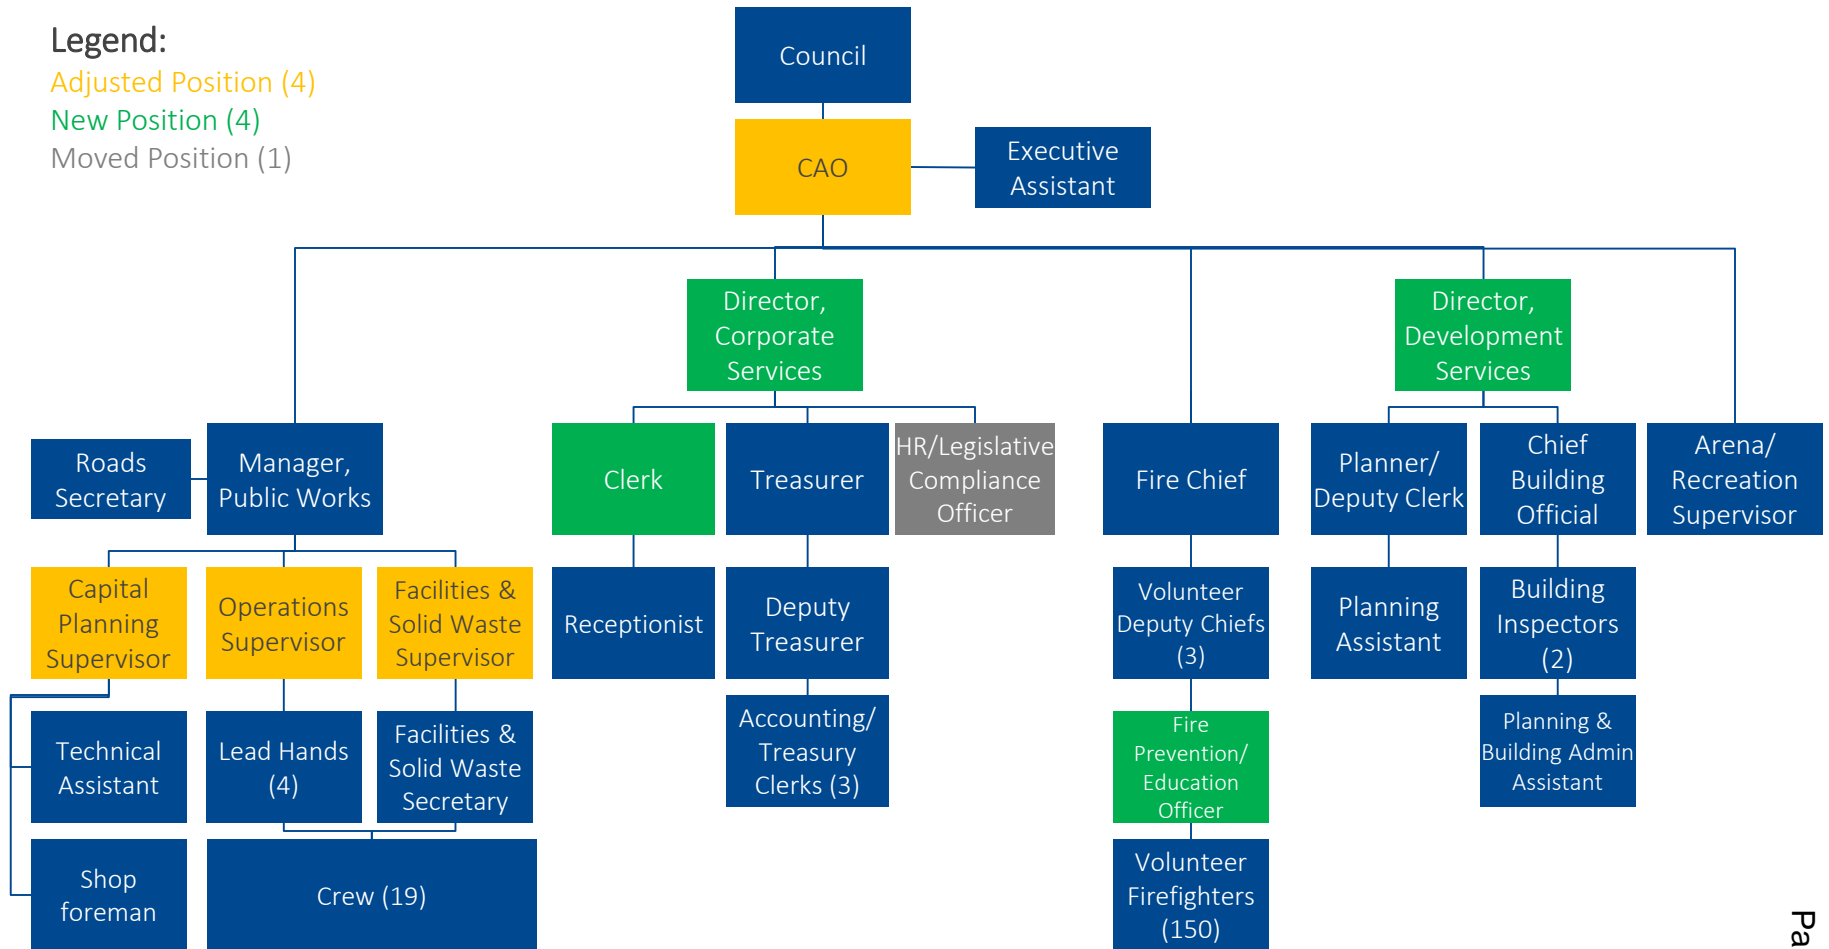 Legend:
Adjusted Position (4)
New Position (4)
Moved Position (1)
Council
CAO
Executive
Assistant
Director,
Corporate
Services
Director,
Development
Services
Roads
Secretary
Manager,
Public Works
Clerk
Treasurer
HR/Legislative
Compliance
Officer
Fire Chief
Planner/
Deputy Clerk
Chief
Building
Official
Arena/
Recreation
Supervisor
Capital
Planning
Supervisor
Operations
Supervisor
Facilities &
Solid Waste
Supervisor
Receptionist
Deputy
Treasurer
Volunteer
Deputy Chiefs
(3)
Planning
Assistant
Building
Inspectors
(2)
Technical
Assistant
Lead Hands
(4)
Facilities &
Solid Waste
Secretary
Accounting/
Treasury
Clerks (3)
Fire
Prevention/
Education
Officer
Planning &
Building Admin
Assistant
Shop
foreman
Crew (19)
Volunteer
Firefighters
(150)
Pa